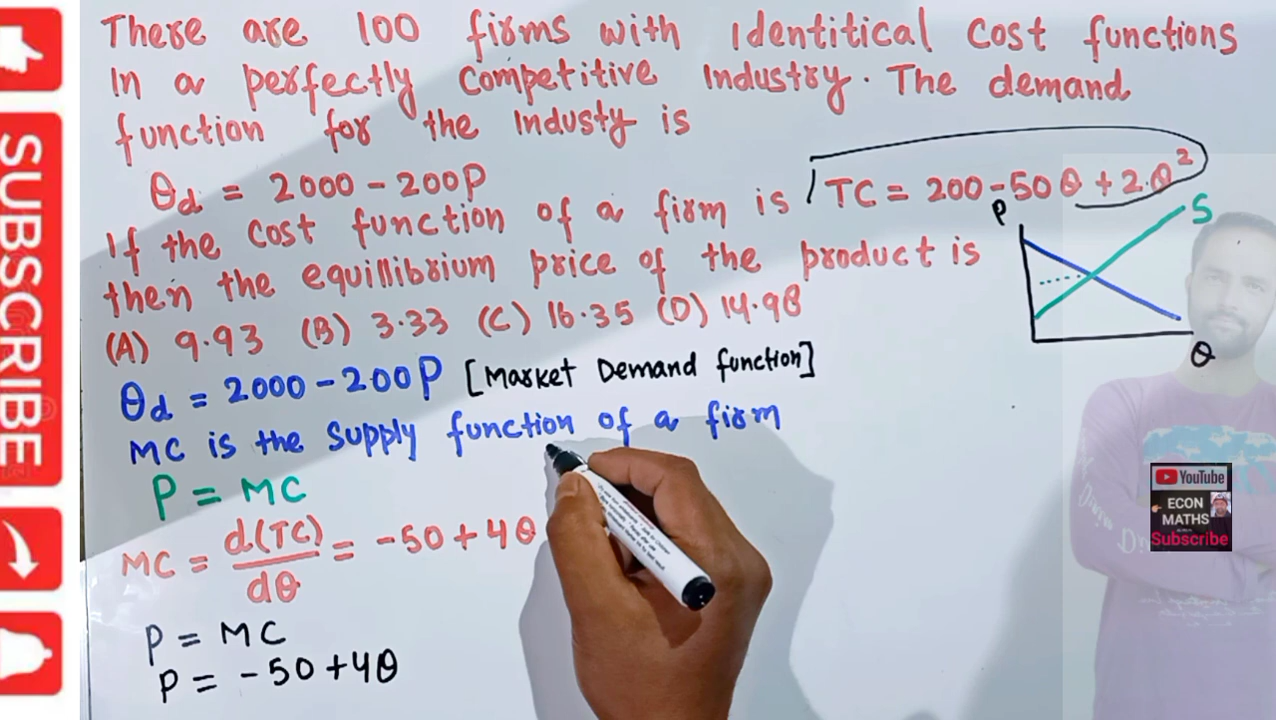 There are 100 firms with Identitical Cost functions
In a perfectly Competitive Industry. The demand
function for the Industy is
Qd = 2000 - 200P
If the Cost function of a firm is TC = 200 - 50Q + 2.Q²
then the equillibrium price of the product is
(A) 9.93 (B) 3.33 (C) 16.35 (D) 14.98
Qd = 2000 - 200P [Market Demand function]
MC is the Supply function of a firm
P = MC
MC = d(TC)/dQ = -50 + 4Q
P = MC
P = -50 + 4Q
P
S
Q
SUBSCRIBE
YouTube
ECON
MATHS
Subscribe